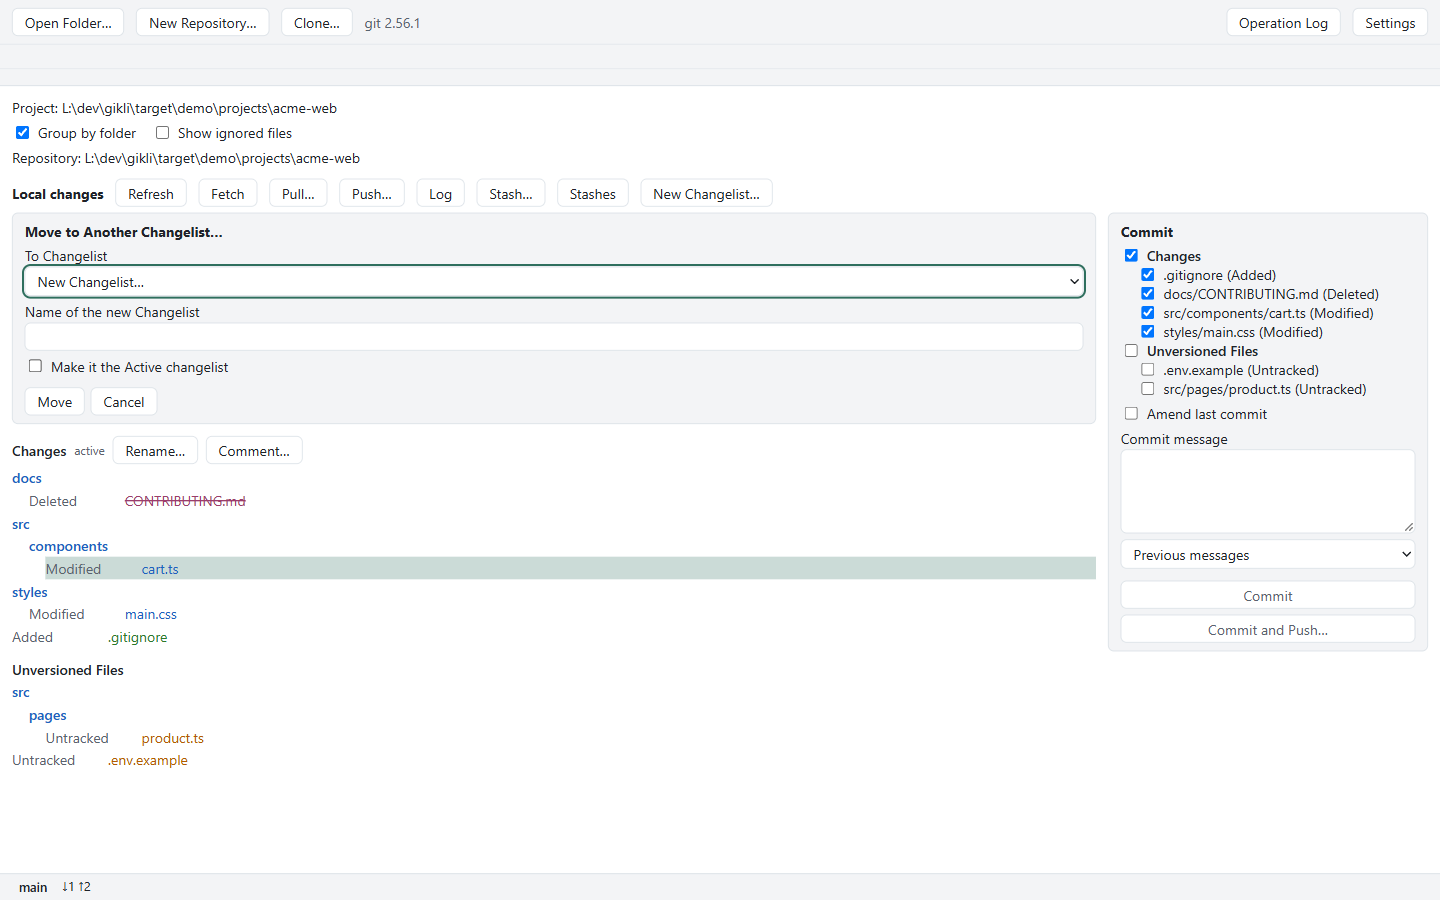 Open Folder... New Repository... Clone... git 2.56.1 Operation Log Settings
Project: L:\dev\gikli\target\demo\projects\acme-web
Group by folder Show ignored files
Repository: L:\dev\gikli\target\demo\projects\acme-web
Local changes Refresh Fetch Pull... Push... Log Stash... Stashes New Changelist...
Move to Another Changelist...
To Changelist
New Changelist...
Name of the new Changelist
Make it the Active changelist
Move Cancel
Changes active Rename... Comment...
docs
Deleted CONTRIBUTING.md
src
components
Modified cart.ts
styles
Modified main.css
Added .gitignore
Unversioned Files
src
pages
Untracked product.ts
Untracked .env.example
Commit
Changes
.gitignore (Added)
docs/CONTRIBUTING.md (Deleted)
src/components/cart.ts (Modified)
styles/main.css (Modified)
Unversioned Files
.env.example (Untracked)
src/pages/product.ts (Untracked)
Amend last commit
Commit message
Previous messages
Commit
Commit and Push...
main ↓1 ↑2